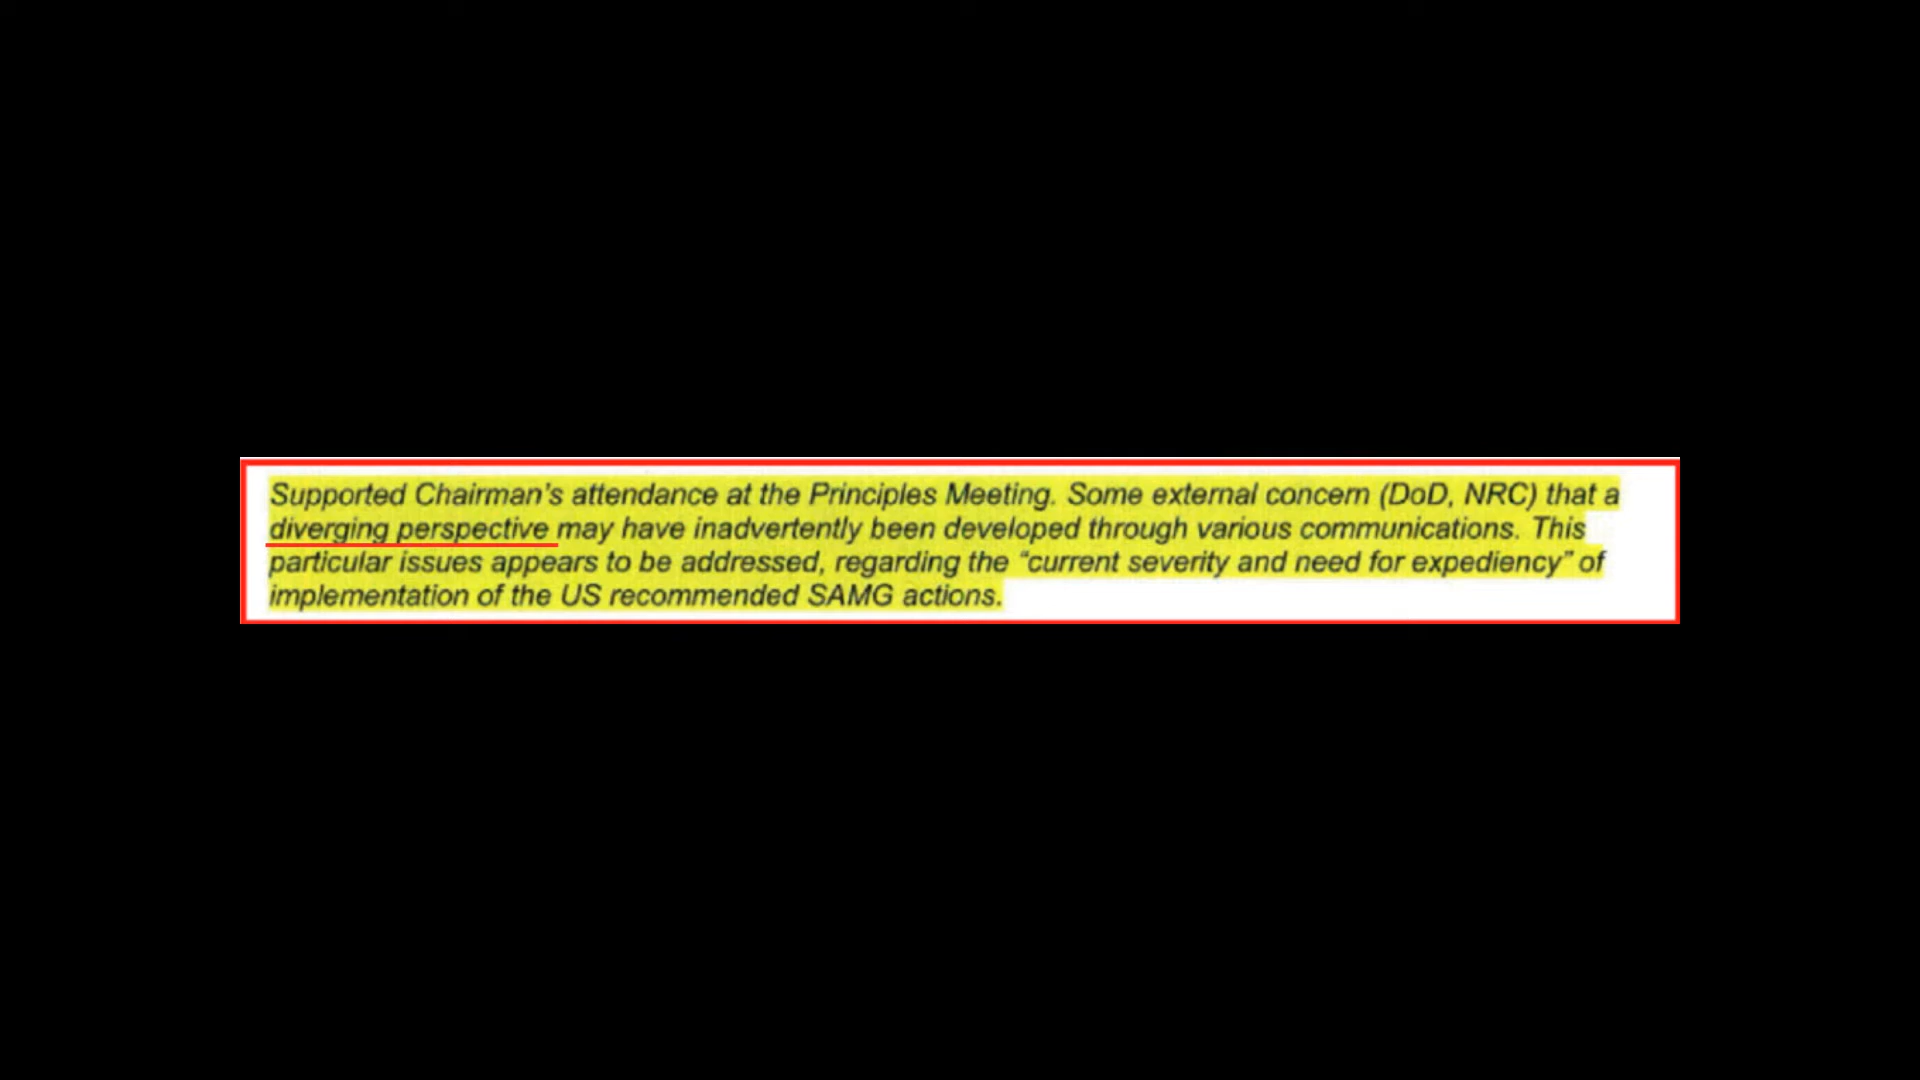 Supported Chairman's attendance at the Principles Meeting. Some external concern (DoD, NRC) that a
diverging perspective may have inadvertently been developed through various communications. This
particular issues appears to be addressed, regarding the “current severity and need for expediency” of
implementation of the US recommended SAMG actions.